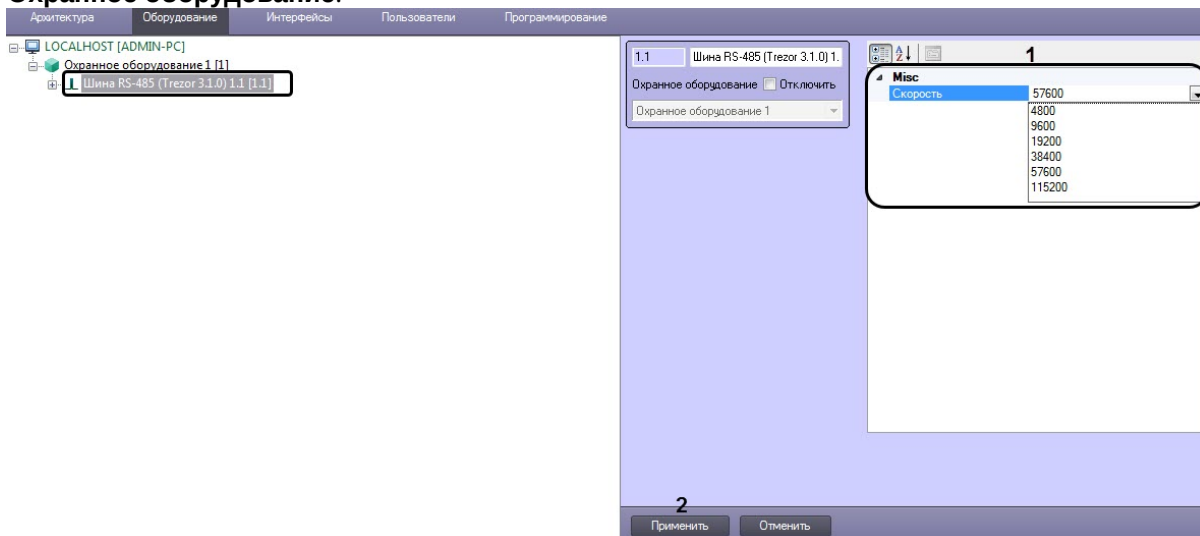 Охранное оборудование.
Архитектура Оборудование Интерфейсы Пользователи Программирование
LOCALHOST [ADMIN-PC]
Охранное оборудование 1 [1]
Шина RS-485 (Trezor 3.1.0) 1.1 [1.1]
1.1 Шина RS-485 (Trezor 3.1.0) 1.
Охранное оборудование Отключить
Охранное оборудование 1
1
Misc
Скорость 57600
4800
9600
19200
38400
57600
115200
2
Применить Отменить